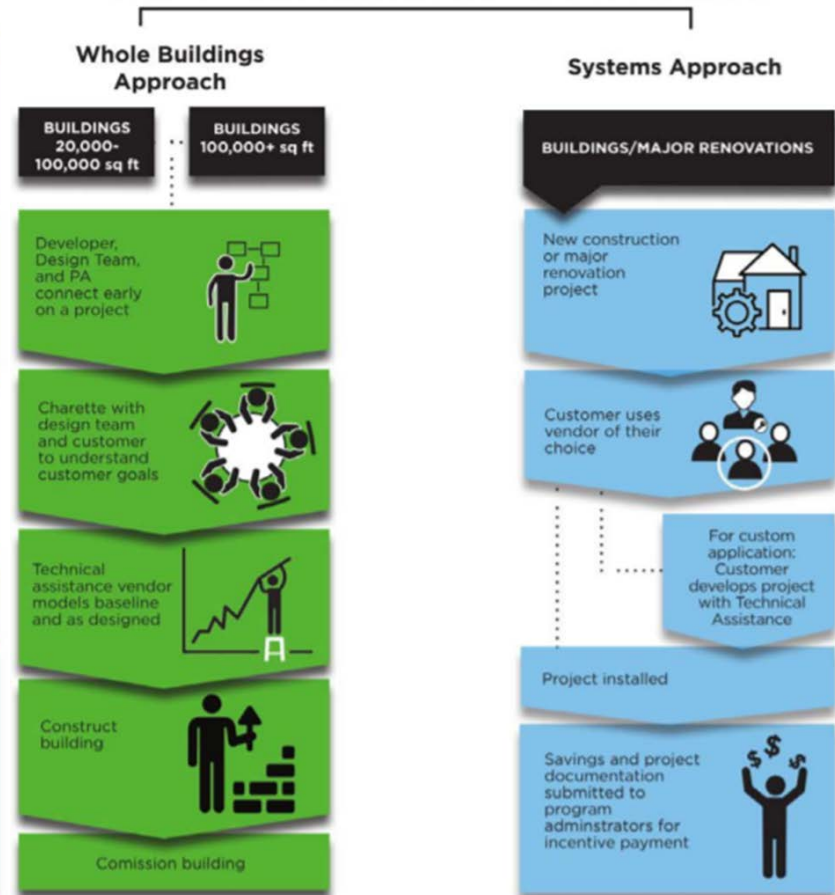 Whole Buildings
Approach
BUILDINGS
20,000-
100,000 sq ft
BUILDINGS
100,000+ sq ft
Developer,
Design Team,
and PA
connect early
on a project
Charette with
design team
and customer
to understand
customer goals
Technical
assistance vendor
models baseline
and as designed
Construct
building
Comission building
Systems Approach
BUILDINGS/MAJOR RENOVATIONS
New construction
or major
renovation
project
Customer uses
vendor of their
choice
For custom
application:
Customer
develops project
with Technical
Assistance
Project installed
Savings and project
documentation
submitted to
program
adminstrators for
incentive payment
$ $ $